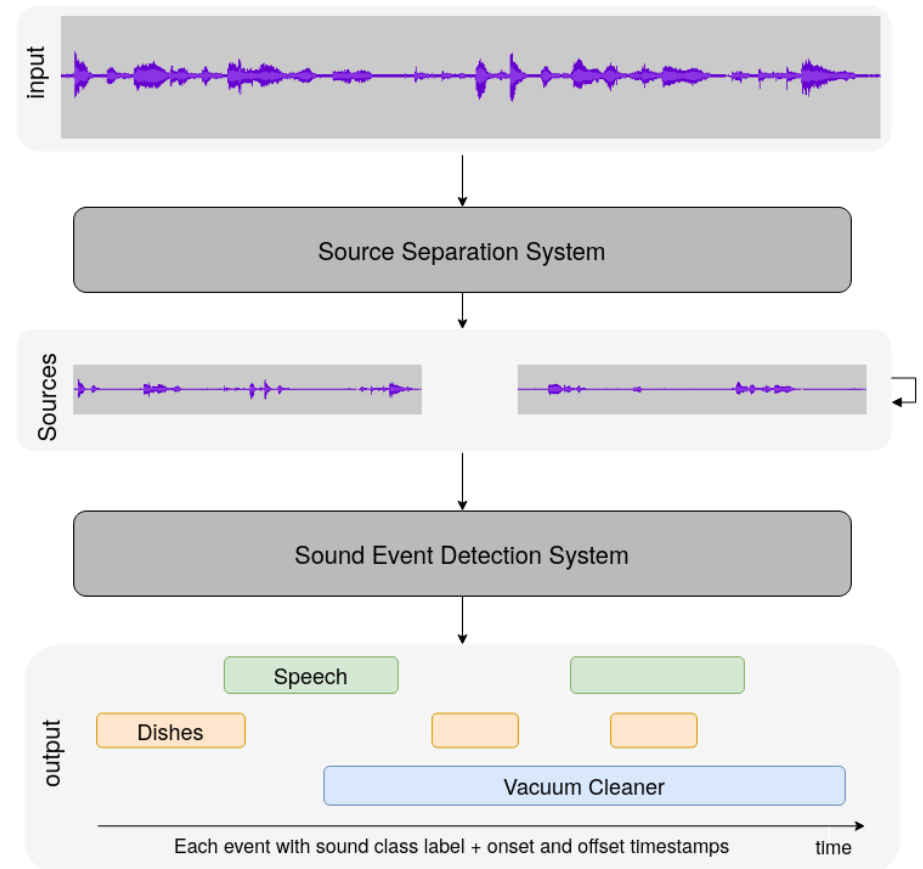 input
Source Separation System
Sources
Sound Event Detection System
output
Speech
Dishes
Vacuum Cleaner
Each event with sound class label + onset and offset timestamps
time